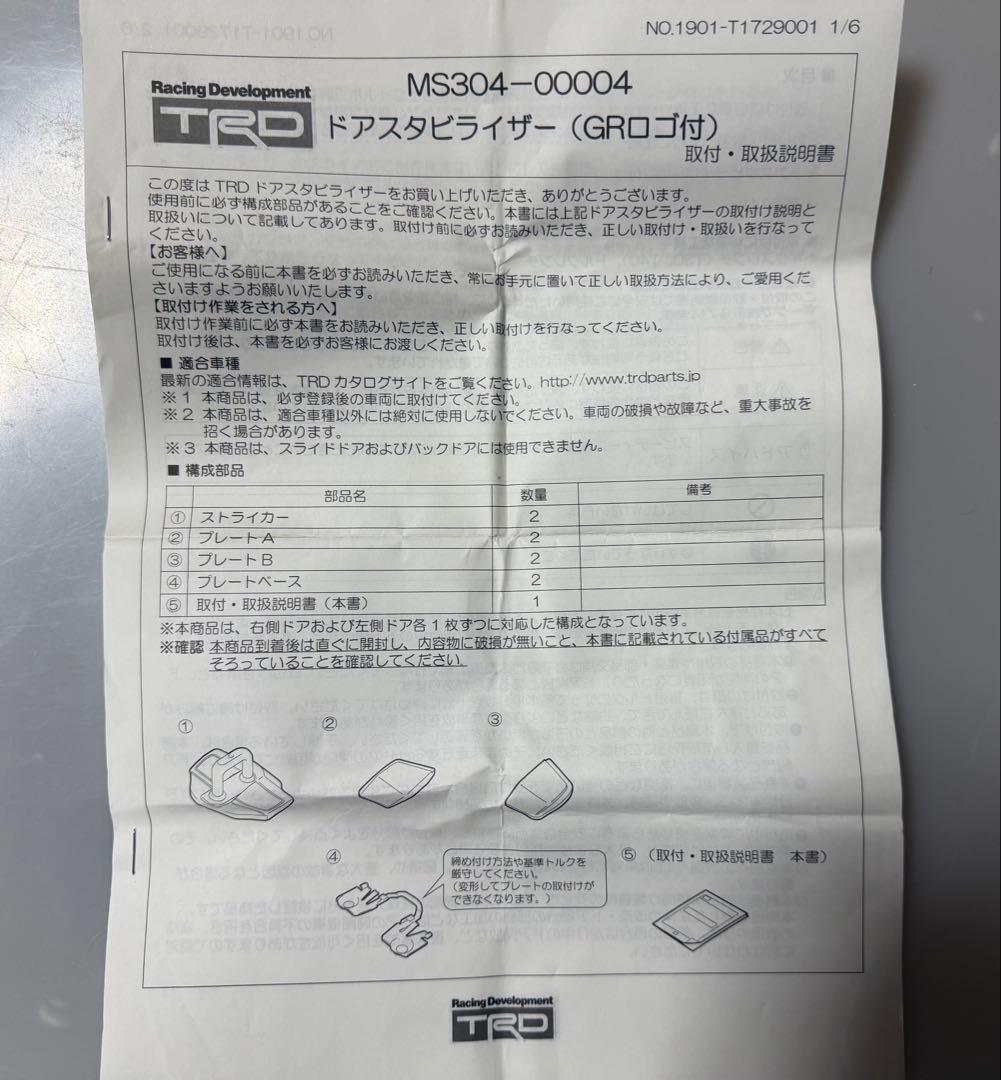 NO.1901-T1729001 1/6
MS304-00004
Racing Development
TRD
ドアスタビライザー（GRロゴ付）
取付・取扱説明書
この度は TRD ドアスタビライザーをお買い上げいただき、ありがとうございます。
使用前に必ず構成部品があることをご確認ください。本書には上記ドアスタビライザーの取付け説明と
取扱いについて記載してあります。取付け前に必ずお読みいただき、正しい取付け・取扱いを行なって
ください。
【お客様へ】
ご使用になる前に本書を必ずお読みいただき、常にお手元に置いて正しい取扱方法により、ご愛用くだ
さいますようお願いいたします。
【取付け作業をされる方へ】
取付け作業前に必ず本書をお読みいただき、正しい取付けを行なってください。
取付け後は、本書を必ずお客様にお渡しください。
■ 適合車種
最新の適合情報は、TRD カタログサイトをご覧ください。http://www.trdparts.jp
※１ 本商品は、必ず登録後の車両に取付けてください。
※２ 本商品は、適合車種以外には絶対に使用しないでください。車両の破損や故障など、重大事故を
招く場合があります。
※３ 本商品は、スライドドアおよびバックドアには使用できません。
■ 構成部品
部品名 数量 備考
① ストライカー 2
② プレートA 2
③ プレートB 2
④ プレートベース 2
⑤ 取付・取扱説明書（本書） 1
※本商品は、右側ドアおよび左側ドア各１枚ずつに対応した構成となっています。
※確認 本商品到着後は直ぐに開封し、内容物に破損が無いこと、本書に記載されている付属品がすべて
そろっていることを確認してください。
① ② ③
④
締め付け方法や基準トルクを
厳守してください。
（変形してプレートの取付けが
できなくなります。）
⑤（取付・取扱説明書 本書）
Racing Development
TRD